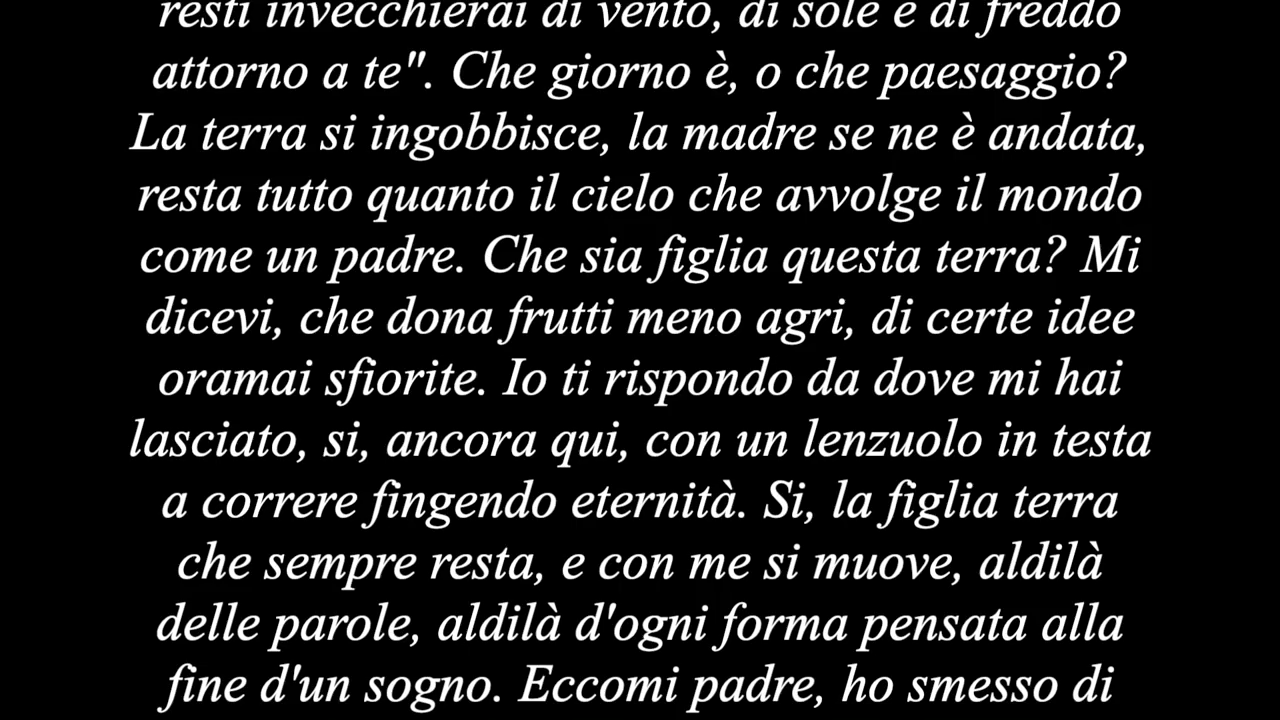 resti invecchierai di vento, di sole e di freddo
attorno a te". Che giorno è, o che paesaggio?
La terra si ingobbisce, la madre se ne è andata,
resta tutto quanto il cielo che avvolge il mondo
come un padre. Che sia figlia questa terra? Mi
dicevi, che dona frutti meno agri, di certe idee
oramai sfiorite. Io ti rispondo da dove mi hai
lasciato, si, ancora qui, con un lenzuolo in testa
a correre fingendo eternità. Si, la figlia terra
che sempre resta, e con me si muove, aldilà
delle parole, aldilà d'ogni forma pensata alla
fine d'un sogno. Eccomi padre, ho smesso di